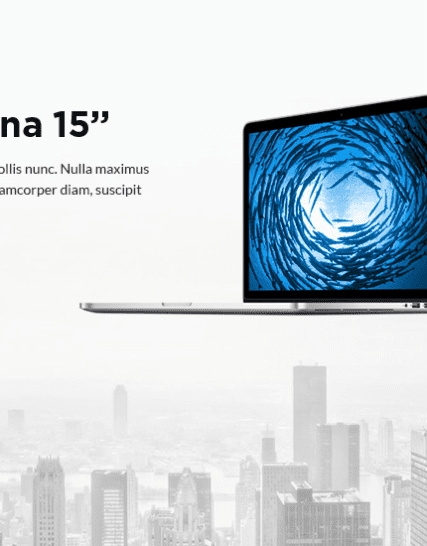 na 15”
ollis nunc. Nulla maximus
amcorper diam, suscipit